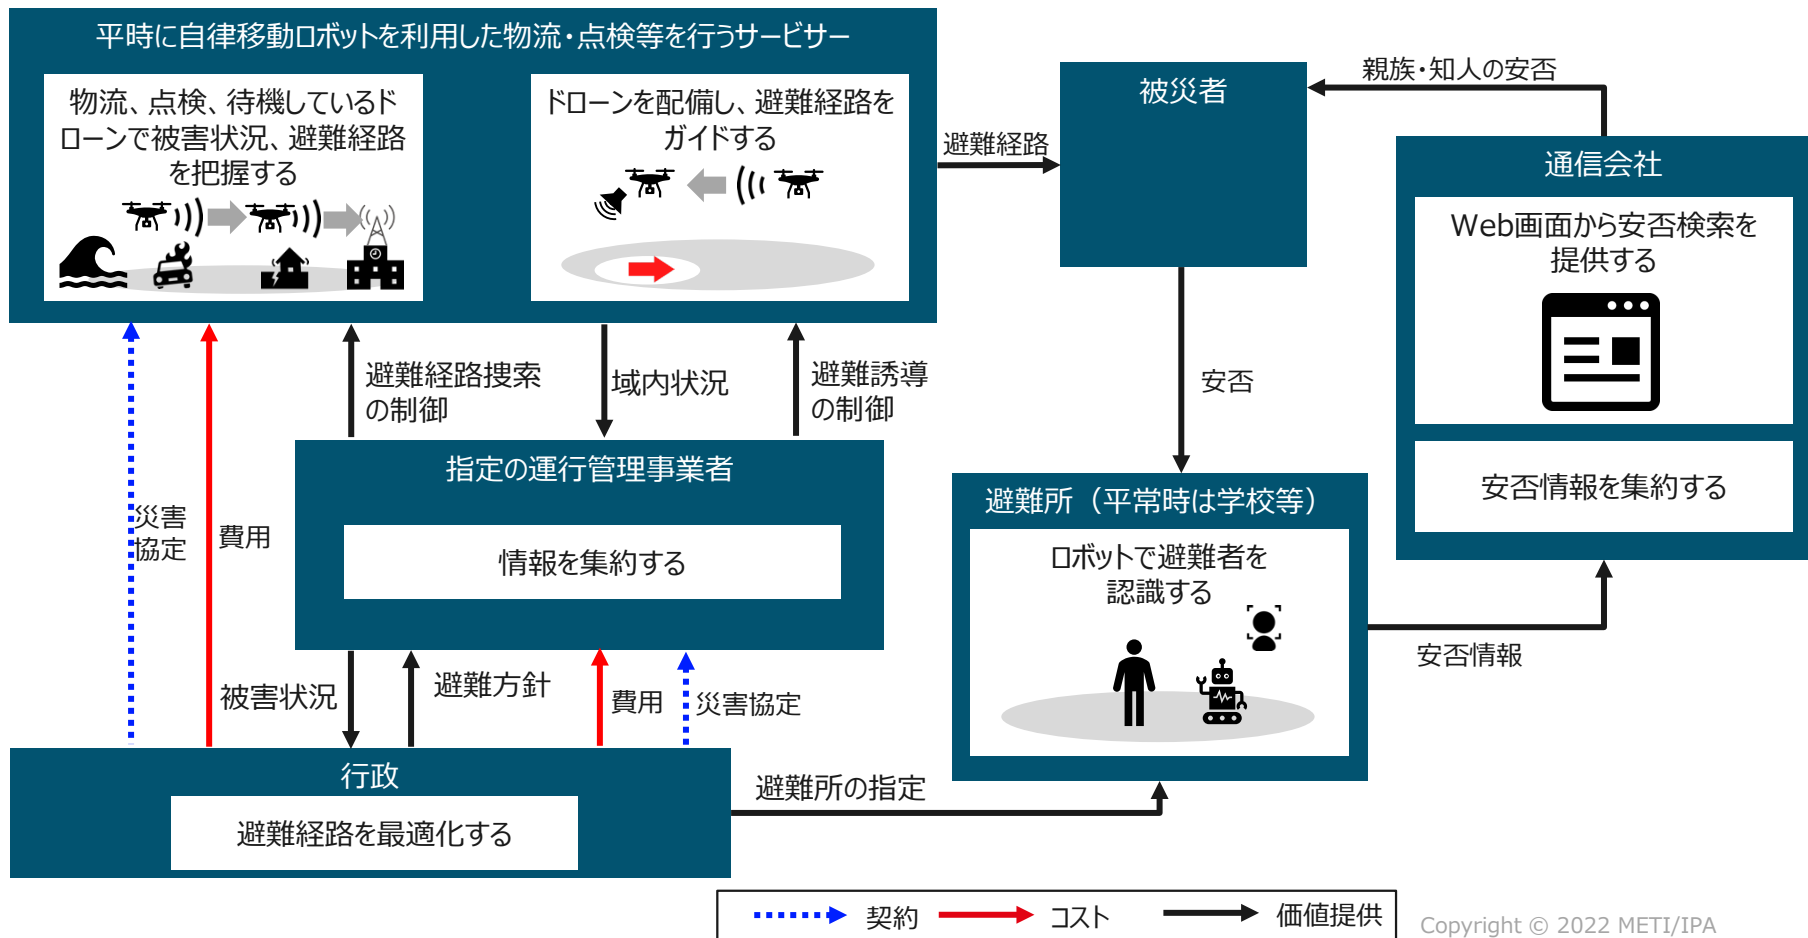 平時に自律移動ロボットを利用した物流・点検等を行うサービサー
物流、点検、待機しているド
ローンで被害状況、避難経路
を把握する
ドローンを配備し、避難経路を
ガイドする
避難経路
被災者
親族・知人の安否
通信会社
Web画面から安否検索を
提供する
安否情報を集約する
避難経路捜索
の制御
域内状況
避難誘導
の制御
安否
指定の運行管理事業者
情報を集約する
災害
協定
費用
避難所（平常時は学校等）
ロボットで避難者を
認識する
安否情報
被害状況
避難方針
費用
災害協定
行政
避難経路を最適化する
避難所の指定
契約
コスト
価値提供
Copyright © 2022 METI/IPA